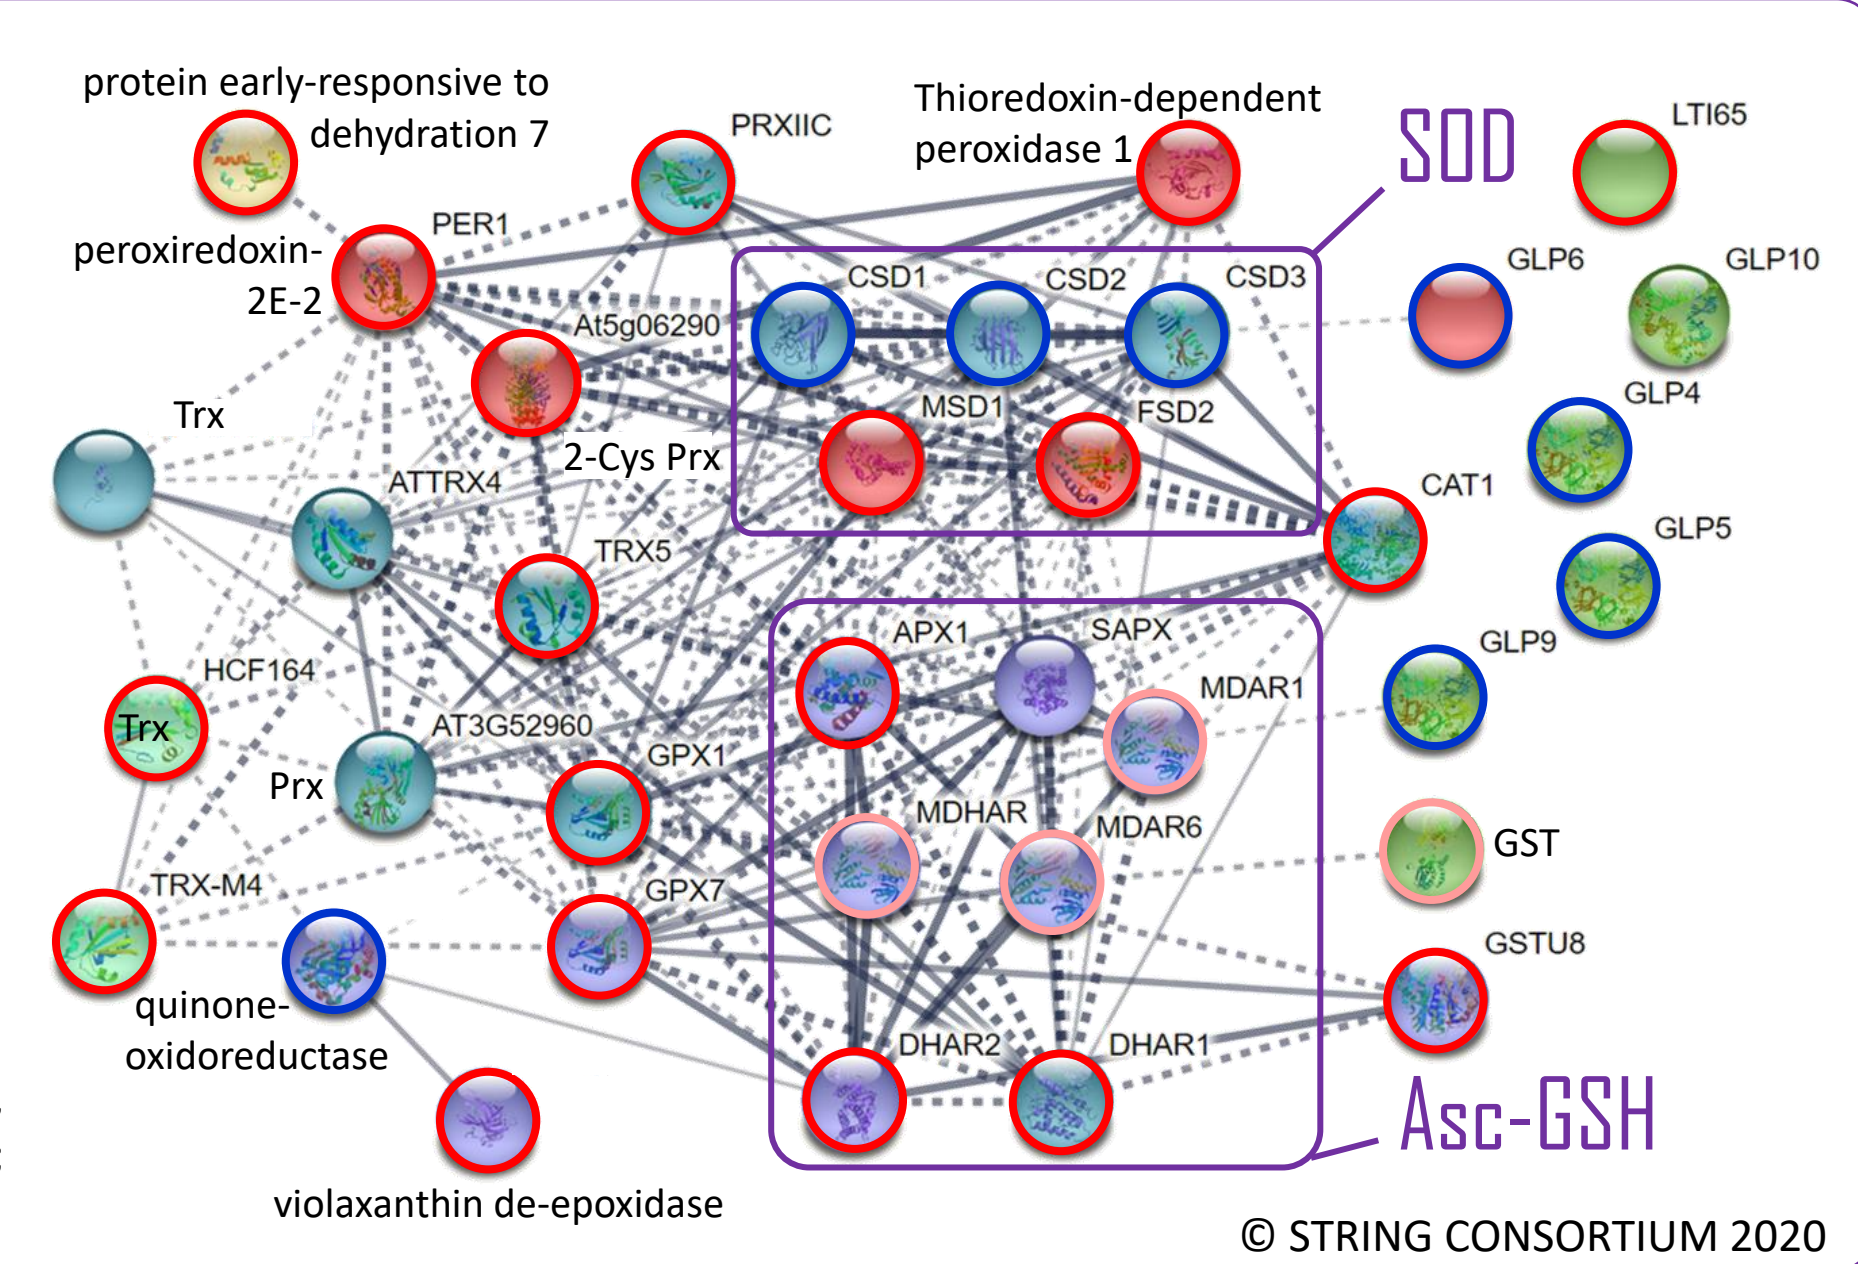 protein early-responsive to
dehydration 7
PRXIIC
Thioredoxin-dependent
peroxidase 1
SOD
LTI65
PER1
peroxiredoxin-
2E-2
GLP6
GLP10
CSD1
CSD2
CSD3
At5g06290
GLP4
MSD1
FSD2
Trx
2-Cys Prx
ATTRX4
CAT1
GLP5
TRX5
APX1
SAPX
GLP9
HCF164
Trx
MDAR1
AT3G52960
GPX1
Prx
MDHAR
MDAR6
GST
TRX-M4
GPX7
GSTU8
quinone-
oxidoreductase
DHAR2
DHAR1
Asc-GSH
violaxanthin de-epoxidase
© STRING CONSORTIUM 2020